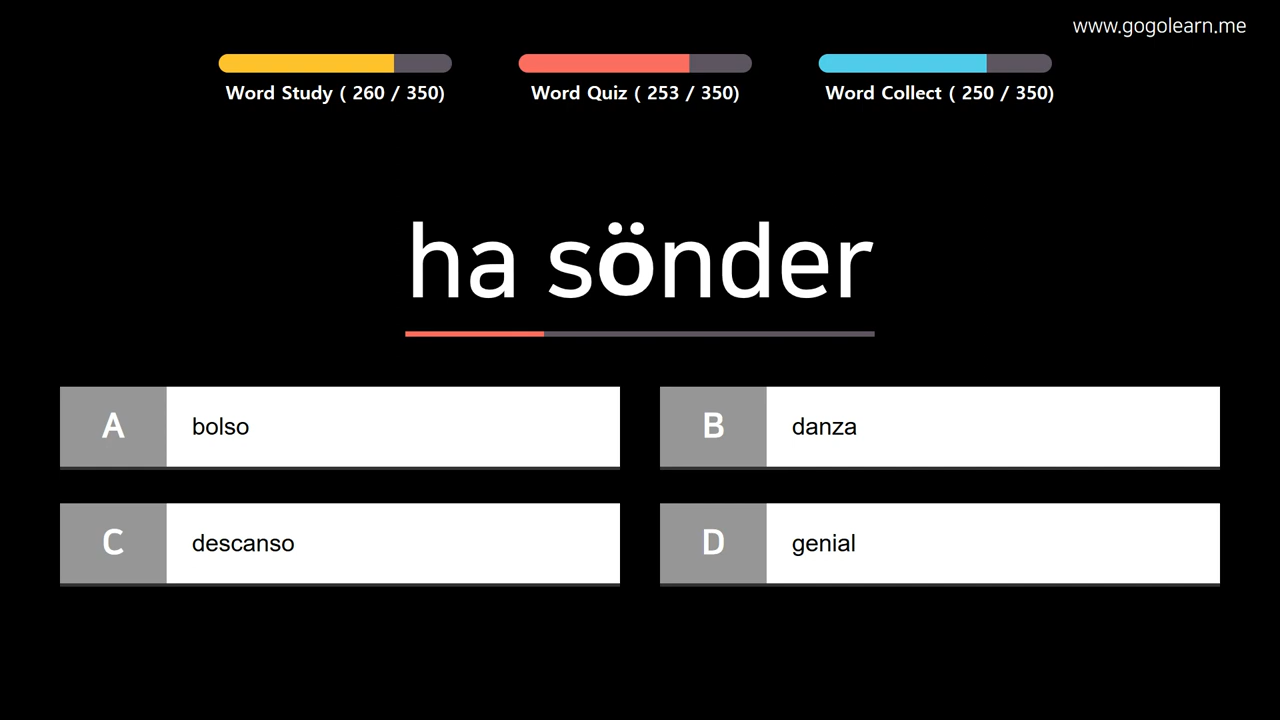 www.gogolearn.me
Word Study ( 260 / 350)
Word Quiz ( 253 / 350)
Word Collect ( 250 / 350)
ha sönder
A bolso
B danza
C descanso
D genial